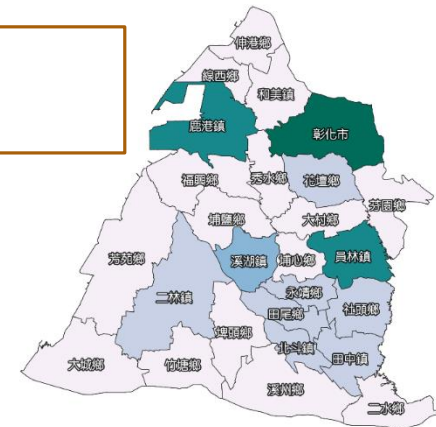 伸港鄉
線西鄉
和美鎮
鹿港鎮
彰化市
福興鄉
秀水鄉
花壇鄉
芬園鄉
埔鹽鄉
大村鄉
芳苑鄉
溪湖鎮
埔心鄉
員林鎮
二林鎮
永靖鄉
田尾鄉
社頭鄉
埤頭鄉
北斗鎮
田中鎮
大城鄉
竹塘鄉
溪州鄉
二水鄉